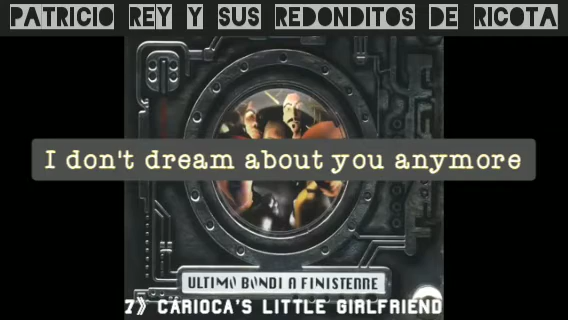 PATRICIO REY Y SUS REDONDITOS DE RICOTA
I don't dream about you anymore
ULTIMO BONDI A FINISTERRE
7》 CARIOCA'S LITTLE GIRLFRIEND